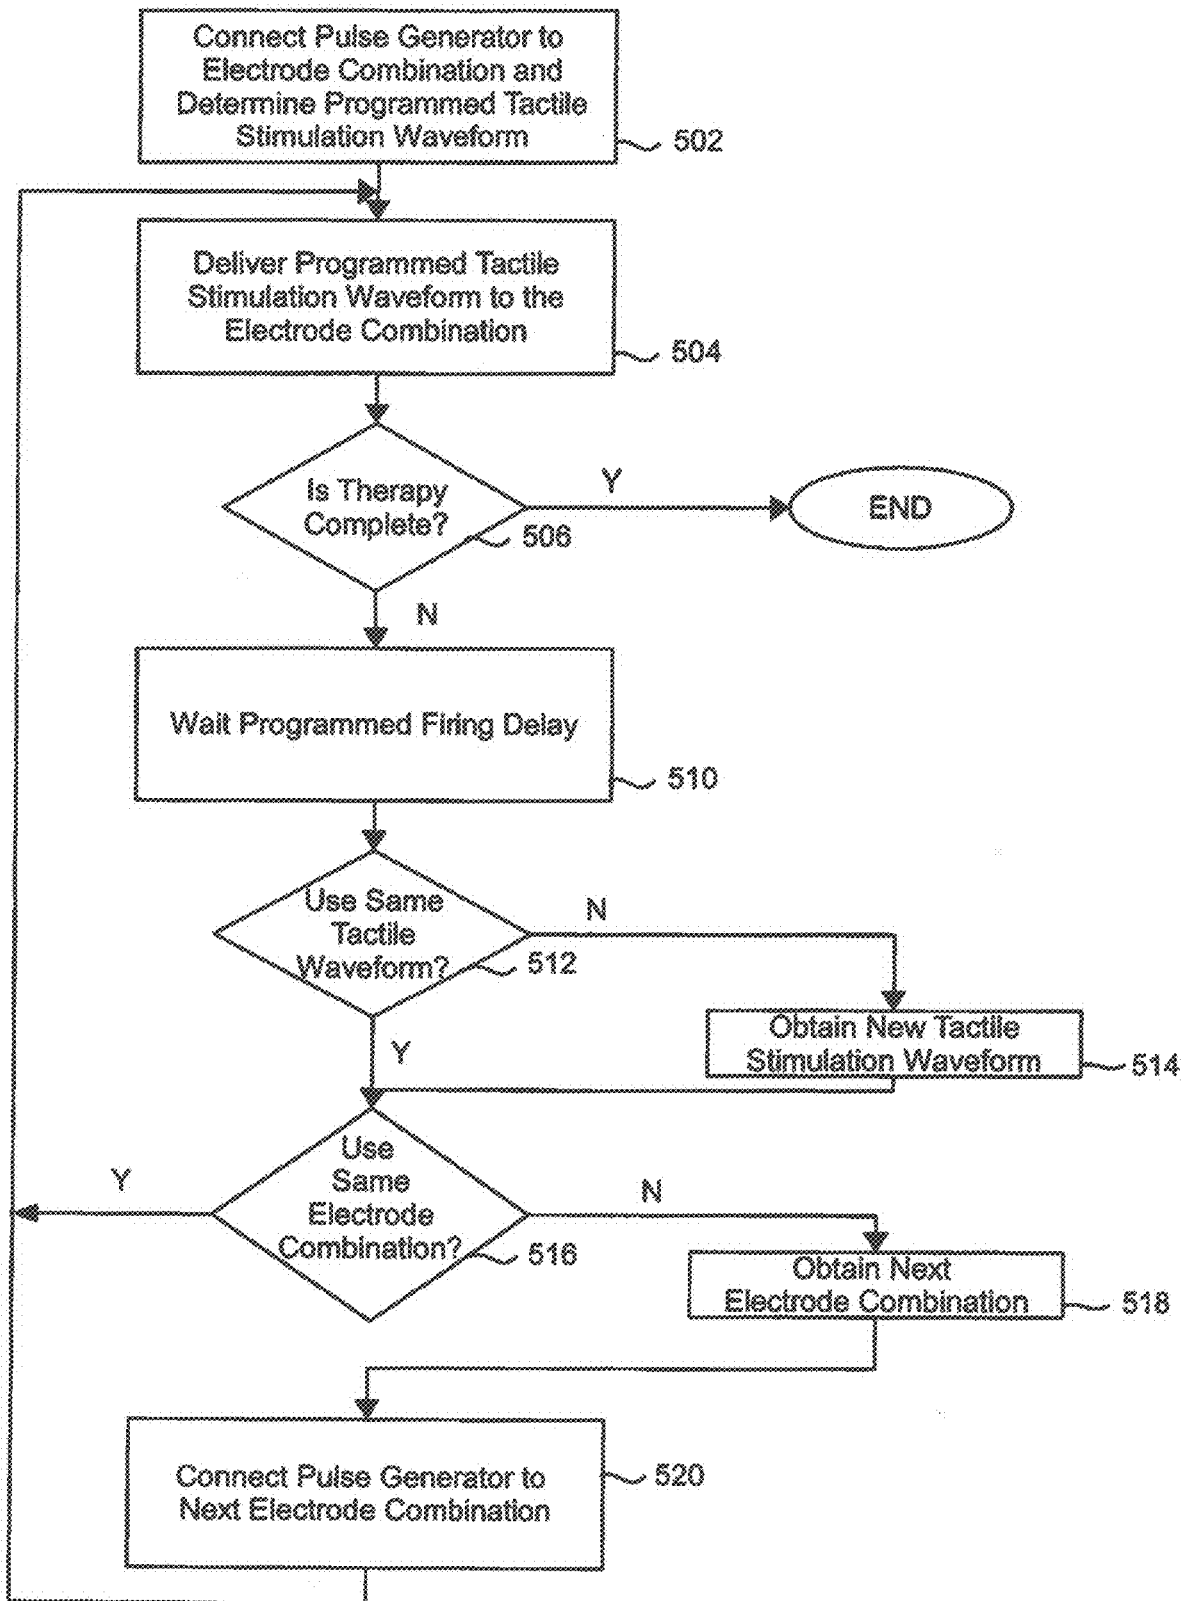 Connect Pulse Generator to
Electrode Combination and
Determine Programmed Tactile
Stimulation Waveform
502
Deliver Programmed Tactile
Stimulation Waveform to the
Electrode Combination
504
Is Therapy
Complete?
506
Y
END
N
Wait Programmed Firing Delay
510
Use Same
Tactile
Waveform?
512
N
Y
Obtain New Tactile
Stimulation Waveform
514
Use
Same
Electrode
Combination?
516
Y
N
Obtain Next
Electrode Combination
518
Connect Pulse Generator to
Next Electrode Combination
520